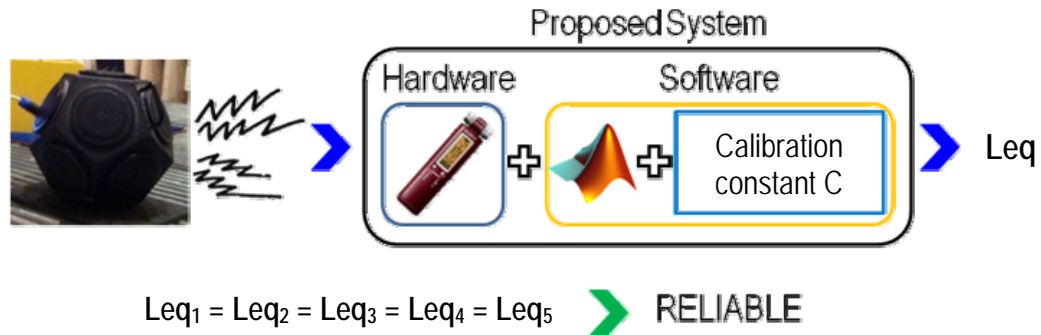 Proposed System
Hardware
Software
Calibration
constant C
Leq
Leq₁ = Leq₂ = Leq₃ = Leq₄ = Leq₅
RELIABLE